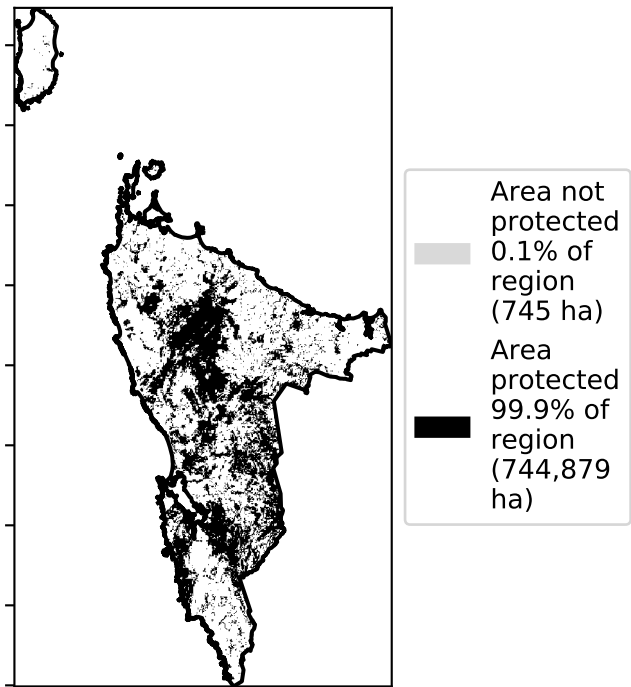 Area not
protected
0.1% of
region
(745 ha)
Area
protected
99.9% of
region
(744,879
ha)